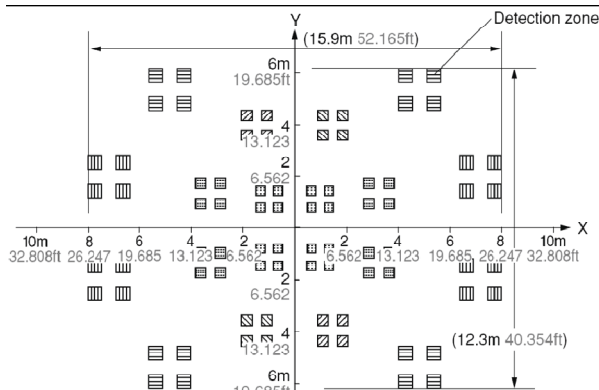 Y
Detection zone
(15.9m 52.165ft)
6m
19.685ft
4
13.123
2
6.562
X
10m 8 6 4 2 2 4 6 8 10m
32.808ft 26.247 19.685 13.123 6.562 6.562 13.123 19.685 26.247 32.808ft
2
6.562
4
13.123
(12.3m 40.354ft)
6m
19.685ft